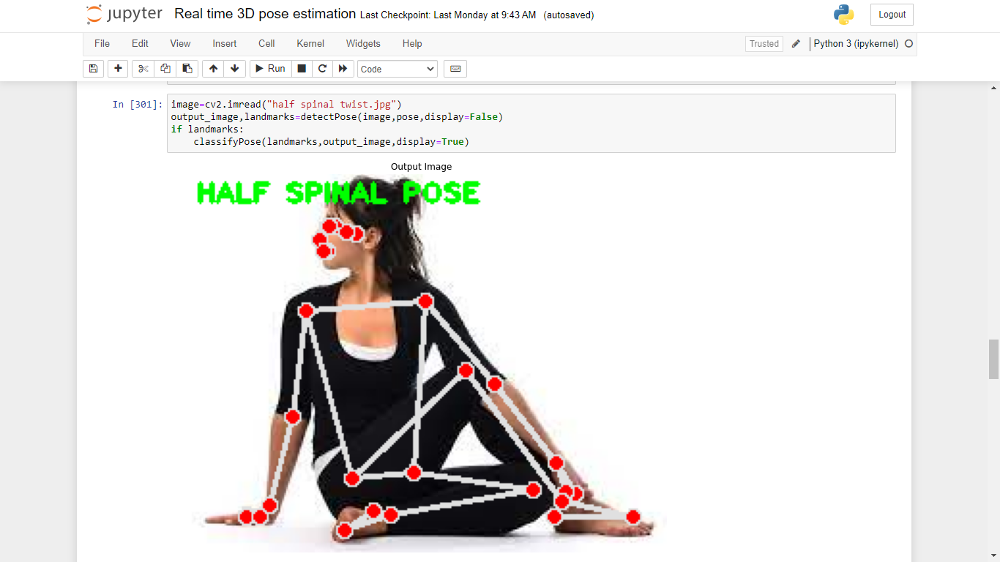 jupyter Real time 3D pose estimation Last Checkpoint: Last Monday at 9:43 AM (autosaved) Logout
File Edit View Insert Cell Kernel Widgets Help Trusted Python 3 (ipykernel)
Run Code
In [301]: image=cv2.imread("half spinal twist.jpg")
output_image,landmarks=detectPose(image,pose,display=False)
if landmarks:
    classifyPose(landmarks,output_image,display=True)
Output Image
HALF SPINAL POSE